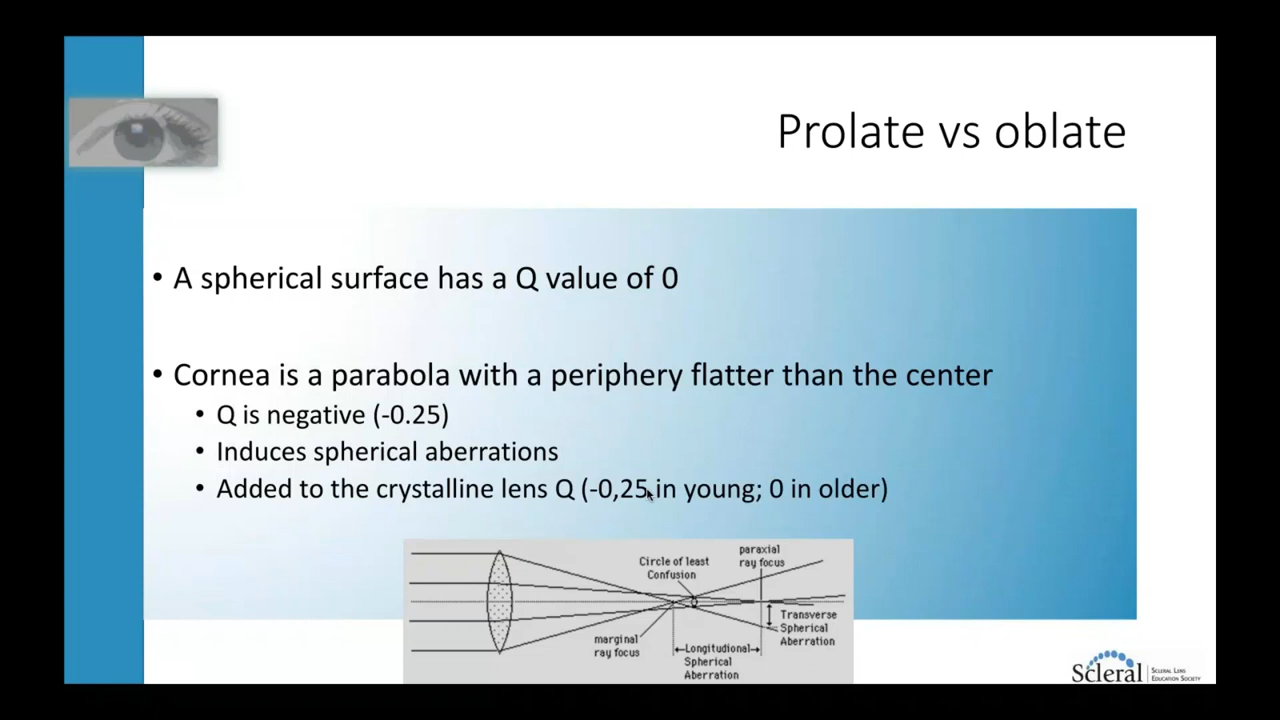 Prolate vs oblate
• A spherical surface has a Q value of 0
• Cornea is a parabola with a periphery flatter than the center
• Q is negative (-0.25)
• Induces spherical aberrations
• Added to the crystalline lens Q (-0,25 in young; 0 in older)
Circle of least
Confusion
paraxial
ray focus
marginal
ray focus
Longitudinal
Spherical
Aberration
Transverse
Spherical
Aberration
Scleral
SCLERAL LENS
EDUCATION SOCIETY